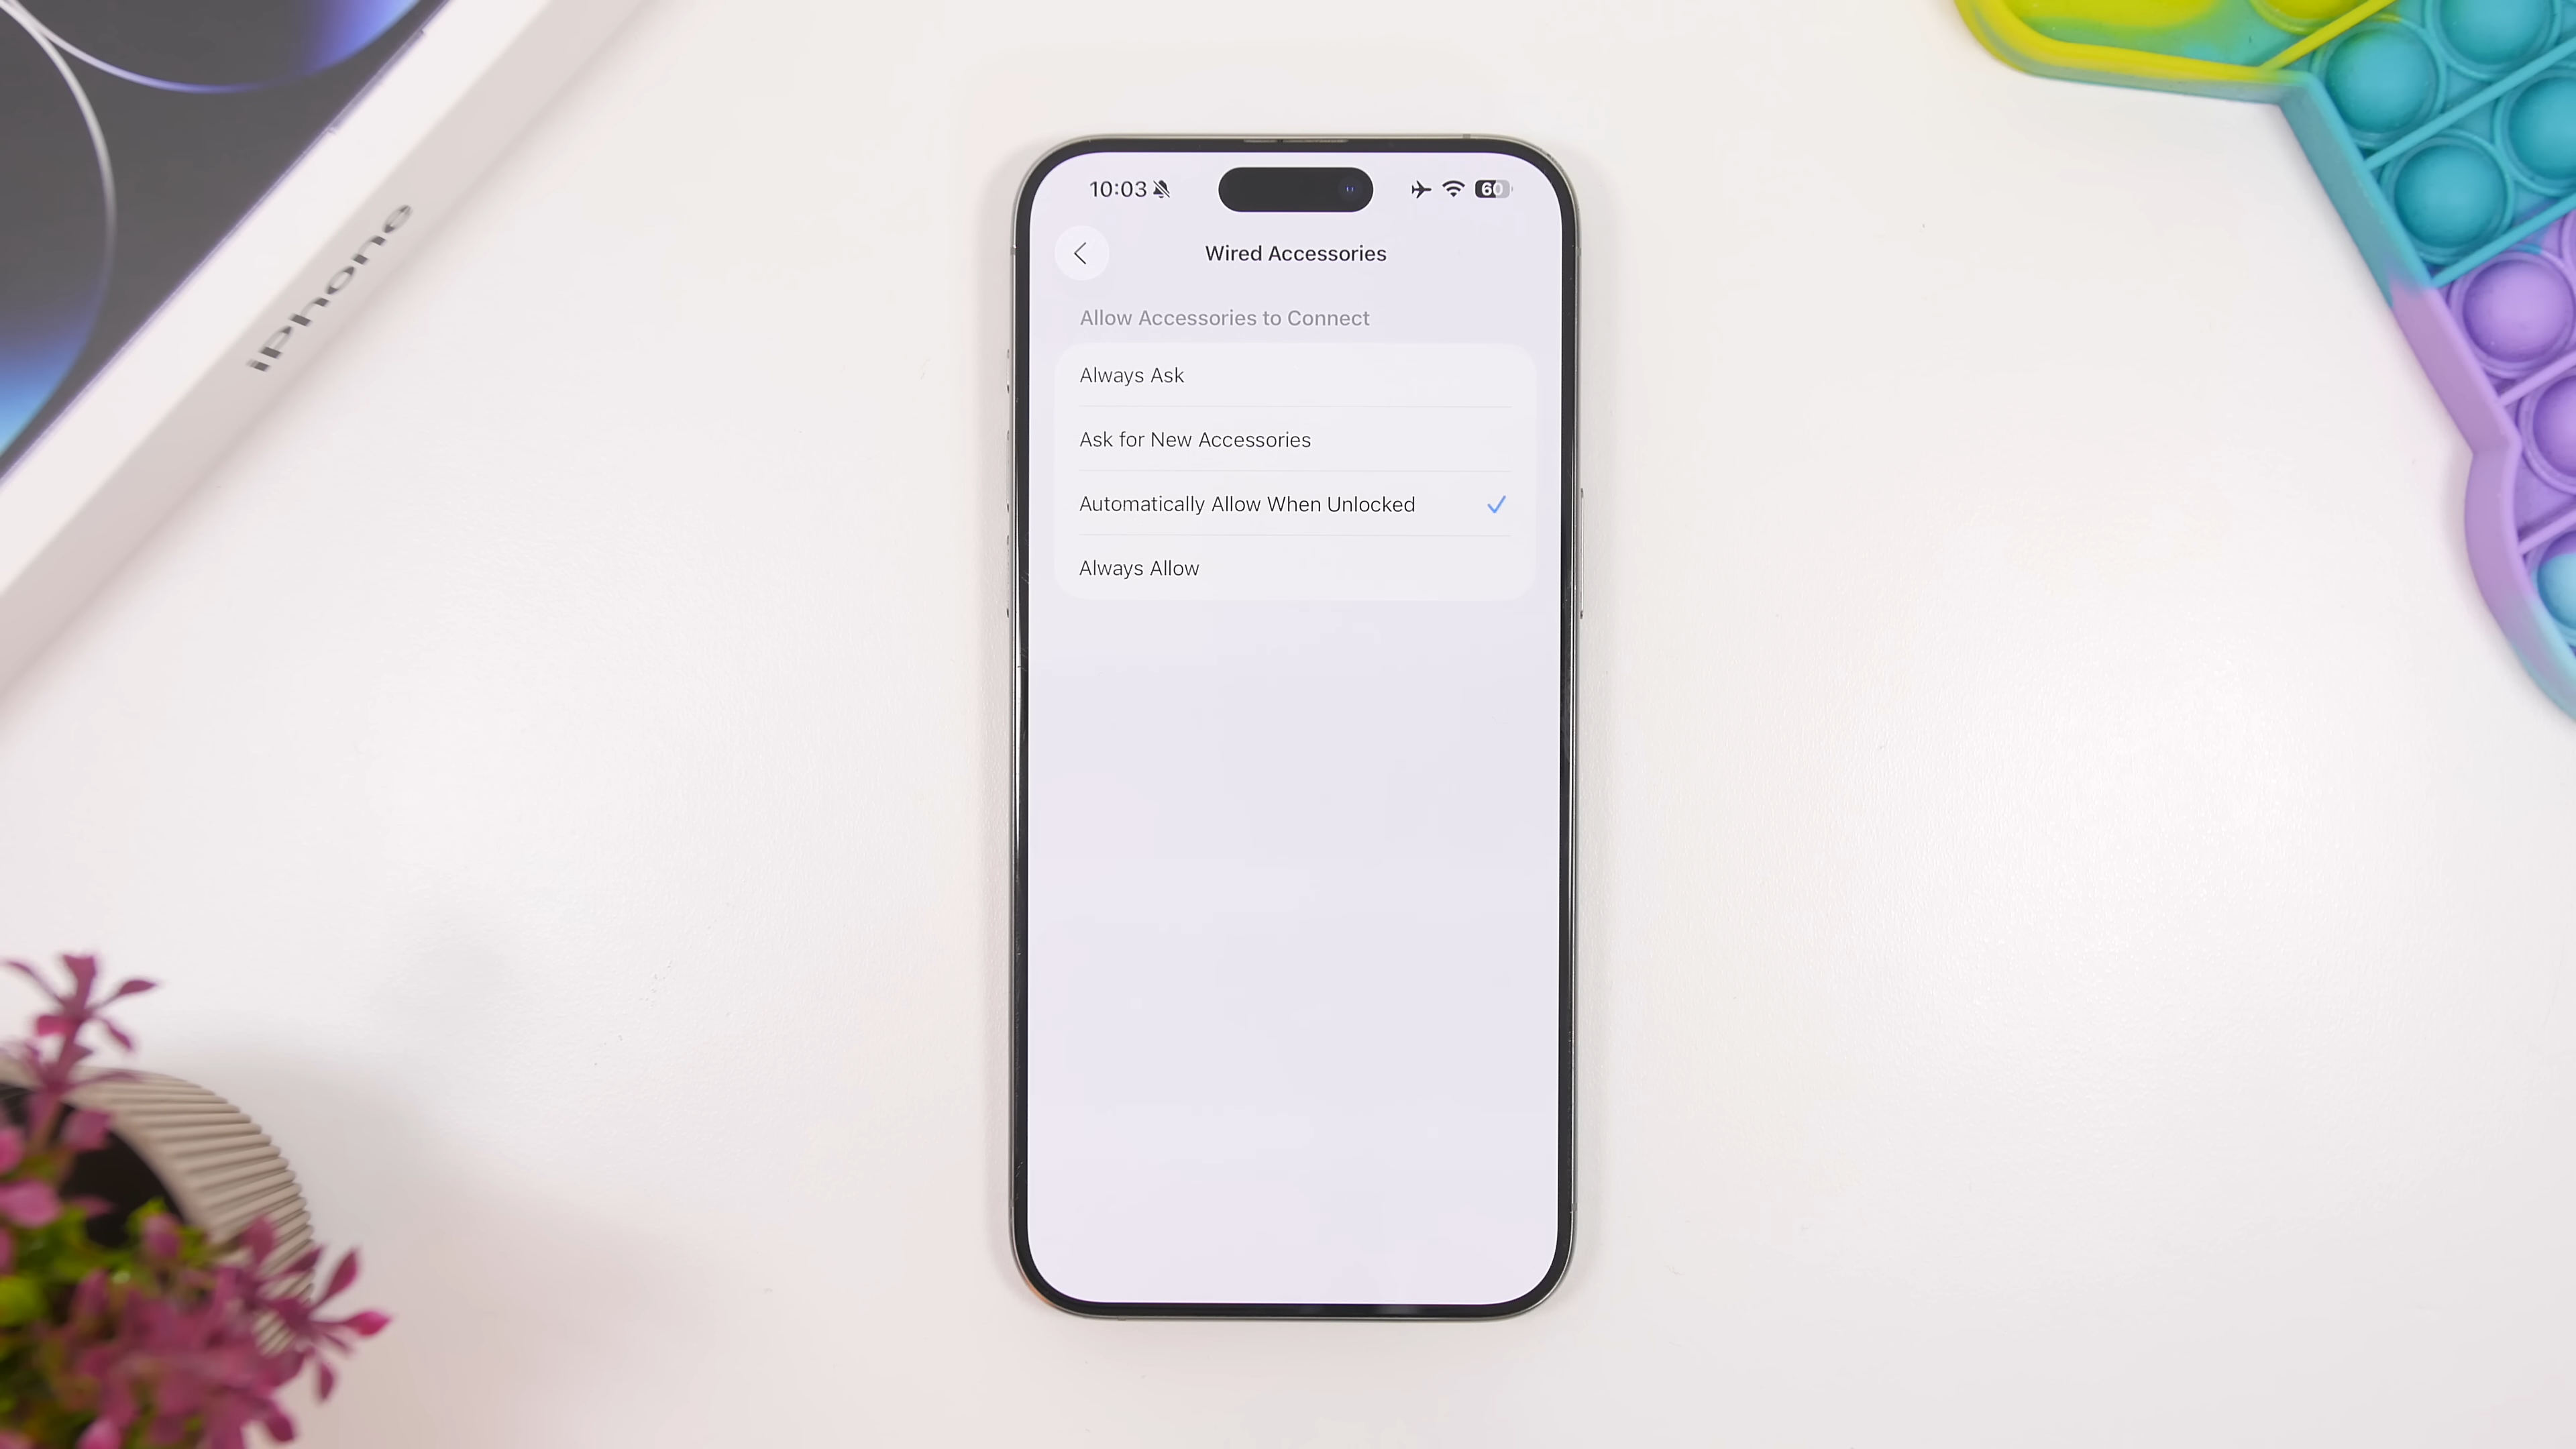 iPhone
10:03
60
Wired Accessories
Allow Accessories to Connect
Always Ask
Ask for New Accessories
Automatically Allow When Unlocked
Always Allow